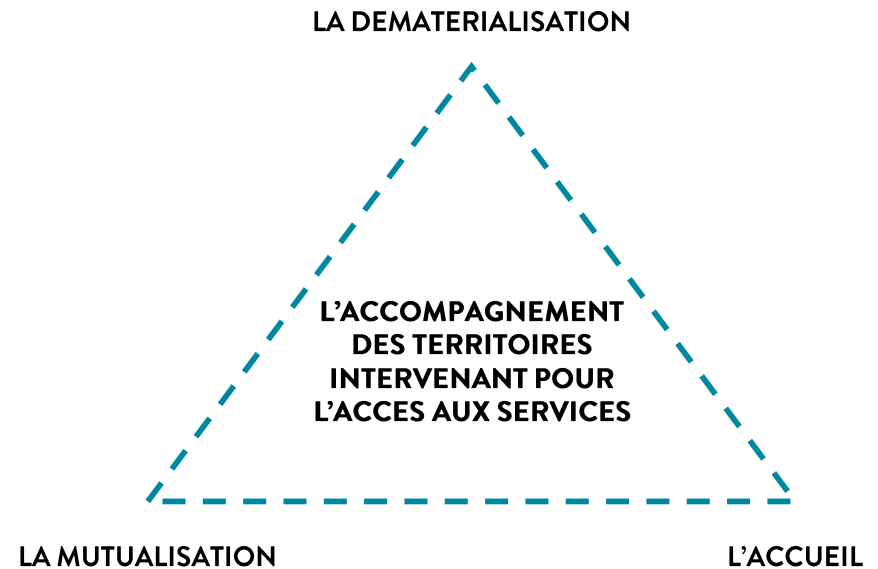 LA DEMATERIALISATION
L’ACCOMPAGNEMENT
DES TERRITOIRES
INTERVENANT POUR
L’ACCES AUX SERVICES
LA MUTUALISATION
L’ACCUEIL